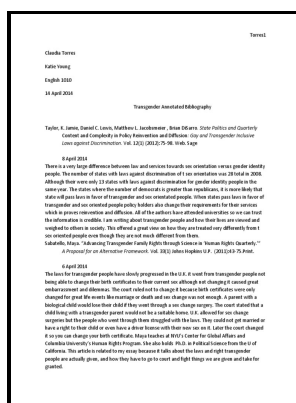 Torres1
Claudia Torres
Katie Young
English 1010
14 April 2014
Transgender Annotated Bibliography
Taylor, K. Jamie, Daniel C. Lewis, Matthew L. Jacobsmeier, Brian DiSarro. State Politics and Quarterly
Content and Complexity in Policy Reinvention and Diffusion: Gay and Transgender Inclusive
Laws against Discrimination. Vol. 12(1) (2012):75-98. Web. Sage
8 April 2014
There is a very large difference between law and services towards sex orientation versus gender identity
people. The number of states with laws against discrimination of sex orientation was 20 total in 2008.
Although there were only 13 states with laws against discrimination for gender identity people in the
same year. The states where the number of democrats is greater than republicans, it is more likely that
state will pass laws in favor of transgender and sex orientated people. When states pass laws in favor of
transgender and sex oriented people policy holders also change their requirements for their services
which is proves reinvention and diffusion. All of the authors have attended universities so we can trust
the information is credible. I am writing about transgender people and how their lives are viewed and
weighed to others in society. This offered a great view on how they are treated very differently from
sex oriented people even though they are not much different from them.
Sabatello, Maya. "Advancing Transgender Family Rights through Science in 'Human Rights Quarterly.'"
A Proposal for an Alternative Framework. Vol. 33(1) Johns Hopkins U.P. (2011):43-75. Print.
6 April 2014
The laws for transgender people have slowly progressed in the U.K. it went from transgender people not
being able to change their birth certificates to their current sex although not changing it caused great
embarrassment and dilemmas. The court ruled not to change it because birth certificates were only
changed for great life events like marriage or death and sex change was not enough. A parent with a
biological child would lose their child if they went through a sex change surgery. The court stated that a
child living with a transgender parent would not be a suitable home. U.K. allowed for sex change
surgeries but the people who went through them struggled with the laws. They could not get married or
have a right to their child or even have a driver license with their new sex on it. Later the court changed
it so you can change your birth certificate. Maya teaches at NYU's Center for Global Affairs and
Columbia University's Human Rights Program. She also holds Ph.D. in Political Science from the U of
California. This article is related to my essay because it talks about the laws and right transgender
people are actually given, and how they have to go to court and fight things we are given and take for
granted.